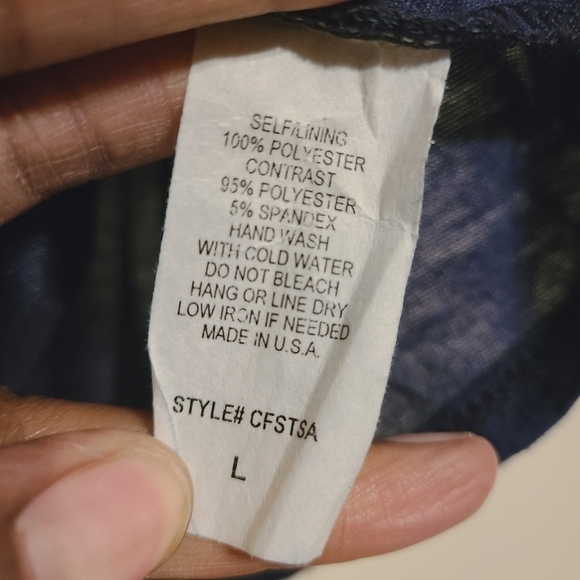 SELF/LINING
100% POLYESTER
CONTRAST
95% POLYESTER
5% SPANDEX
HAND WASH
WITH COLD WATER
DO NOT BLEACH
HANG OR LINE DRY
LOW IRON IF NEEDED
MADE IN U.S.A.
STYLE# CFSTSA
L